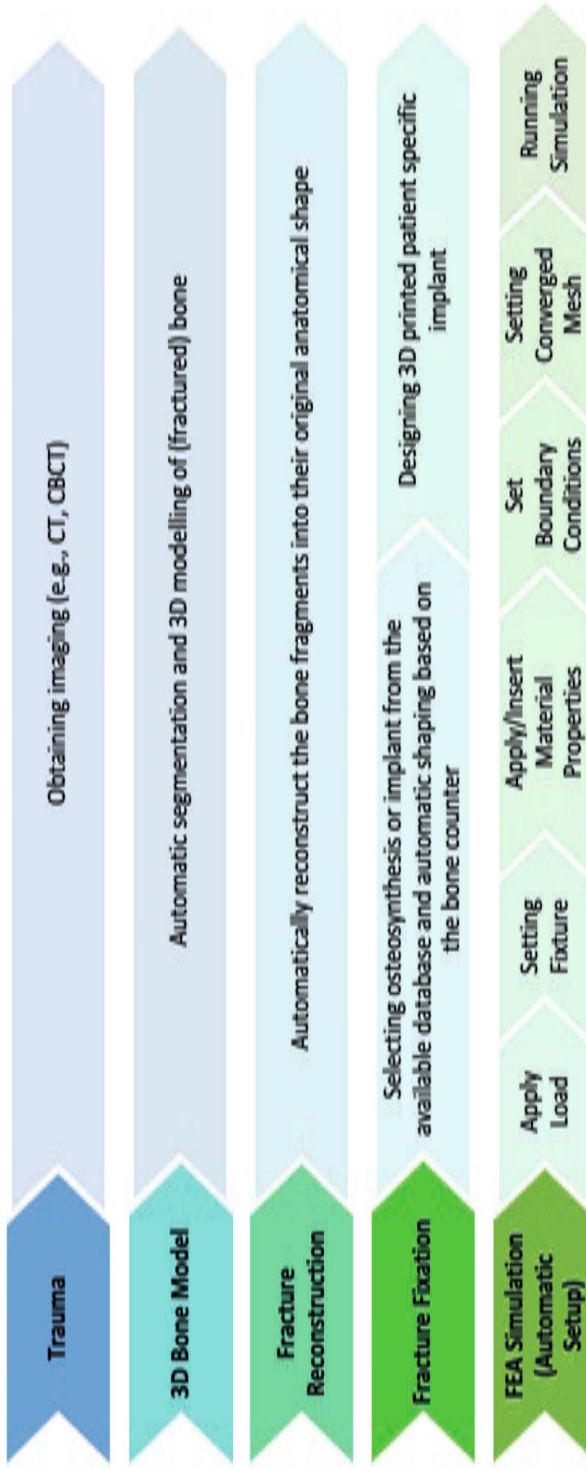 Trauma
Obtaining imaging (e.g., CT, CBCT)
3D Bone Model
Automatic segmentation and 3D modelling of (fractured) bone
Fracture
Reconstruction
Automatically reconstruct the bone fragments into their original anatomical shape
Fracture Fixation
Selecting osteosynthesis or implant from the
available database and automatic shaping based on
the bone counter
Designing 3D printed patient specific
implant
FEA Simulation
(Automatic
Setup)
Apply
Load
Setting
Fixture
Apply/Insert
Material
Properties
Set
Boundary
Conditions
Setting
Converged
Mesh
Running
Simulation